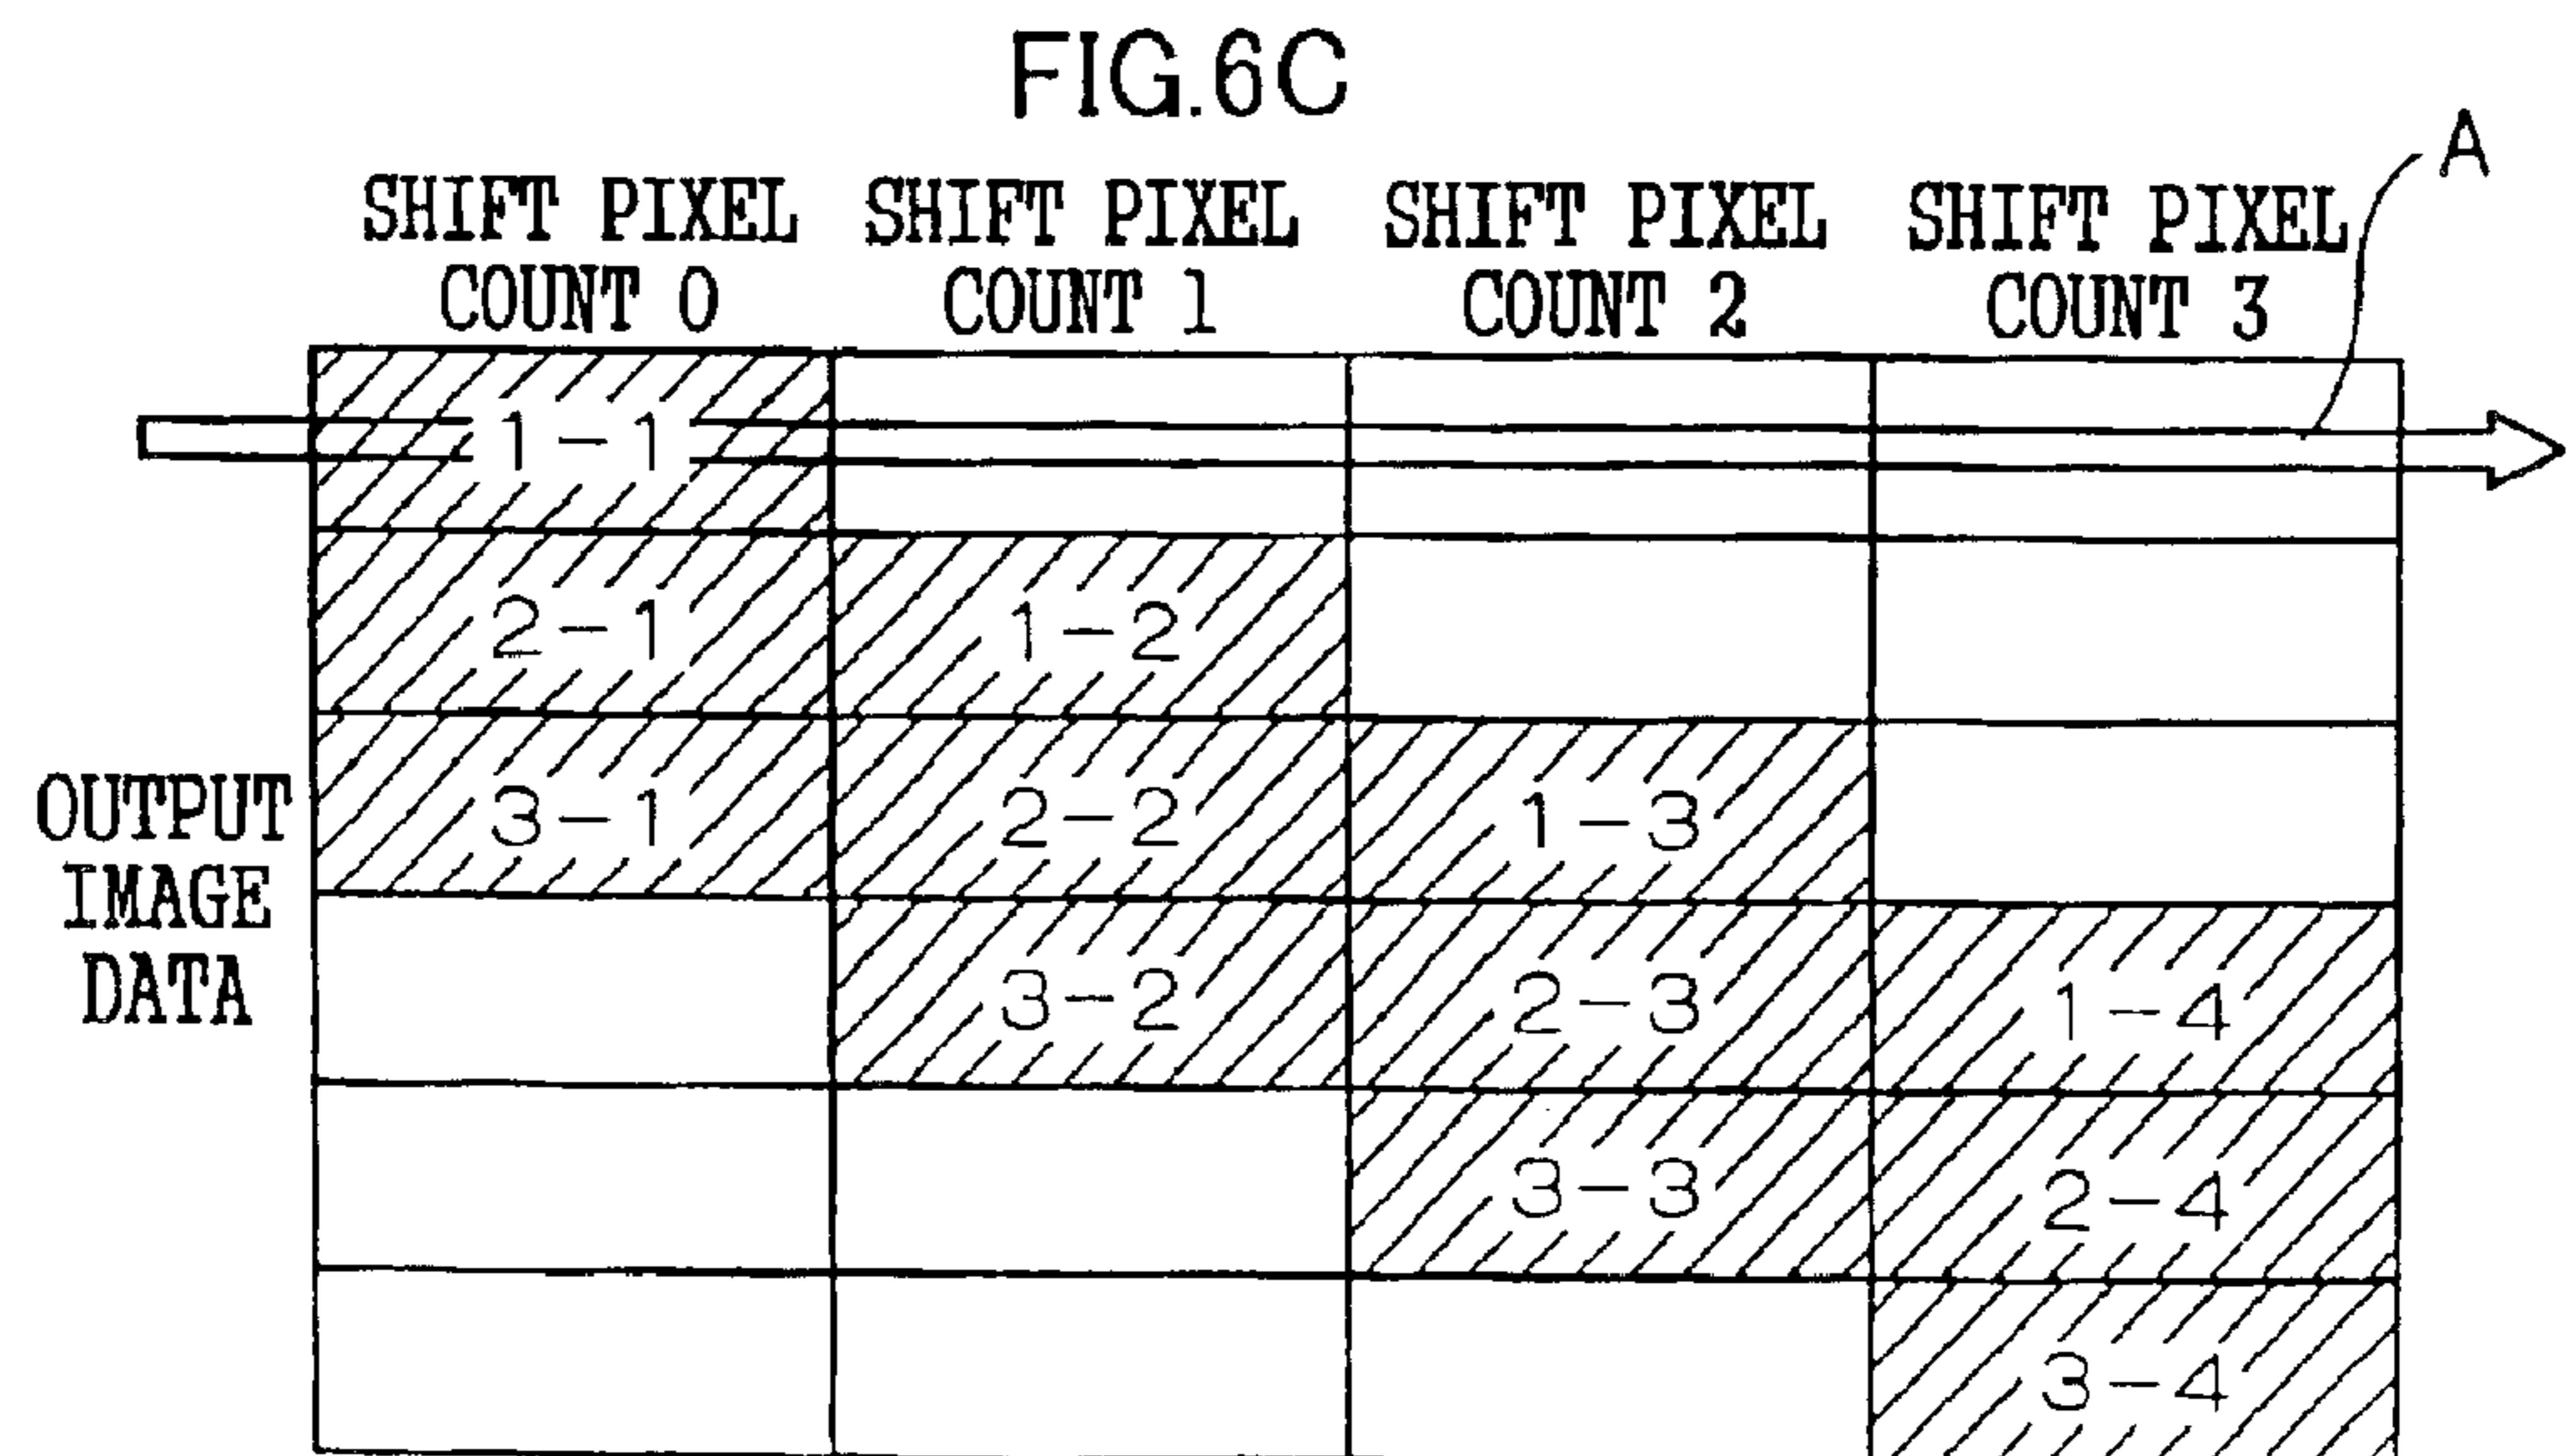 FIG.6C
A
SHIFT PIXEL COUNT 0
SHIFT PIXEL COUNT 1
SHIFT PIXEL COUNT 2
SHIFT PIXEL COUNT 3
1-1
2-1 1-2
OUTPUT IMAGE DATA
3-1 2-2 1-3
3-2 2-3 1-4
3-3 2-4
3-4